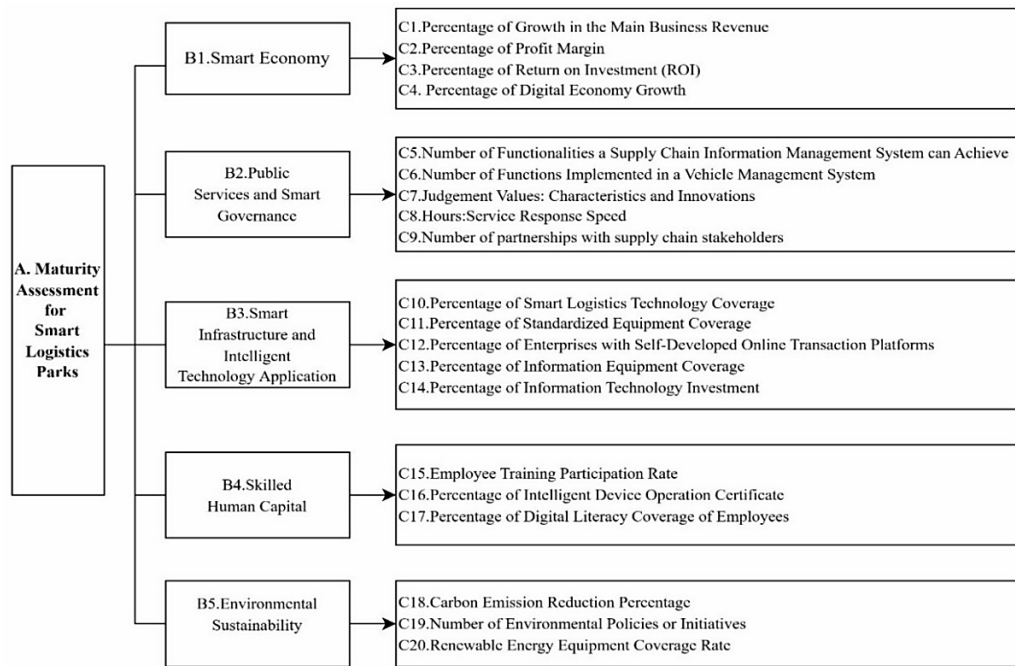 A. Maturity
Assessment
for
Smart
Logistics
Parks
B1.Smart Economy
C1.Percentage of Growth in the Main Business Revenue
C2.Percentage of Profit Margin
C3.Percentage of Return on Investment (ROI)
C4. Percentage of Digital Economy Growth
B2.Public
Services and Smart
Governance
C5.Number of Functionalities a Supply Chain Information Management System can Achieve
C6.Number of Functions Implemented in a Vehicle Management System
C7.Judgement Values: Characteristics and Innovations
C8.Hours:Service Response Speed
C9.Number of partnerships with supply chain stakeholders
B3.Smart
Infrastructure and
Intelligent
Technology Application
C10.Percentage of Smart Logistics Technology Coverage
C11.Percentage of Standardized Equipment Coverage
C12.Percentage of Enterprises with Self-Developed Online Transaction Platforms
C13.Percentage of Information Equipment Coverage
C14.Percentage of Information Technology Investment
B4.Skilled
Human Capital
C15.Employee Training Participation Rate
C16.Percentage of Intelligent Device Operation Certificate
C17.Percentage of Digital Literacy Coverage of Employees
B5.Environmental
Sustainability
C18.Carbon Emission Reduction Percentage
C19.Number of Environmental Policies or Initiatives
C20.Renewable Energy Equipment Coverage Rate